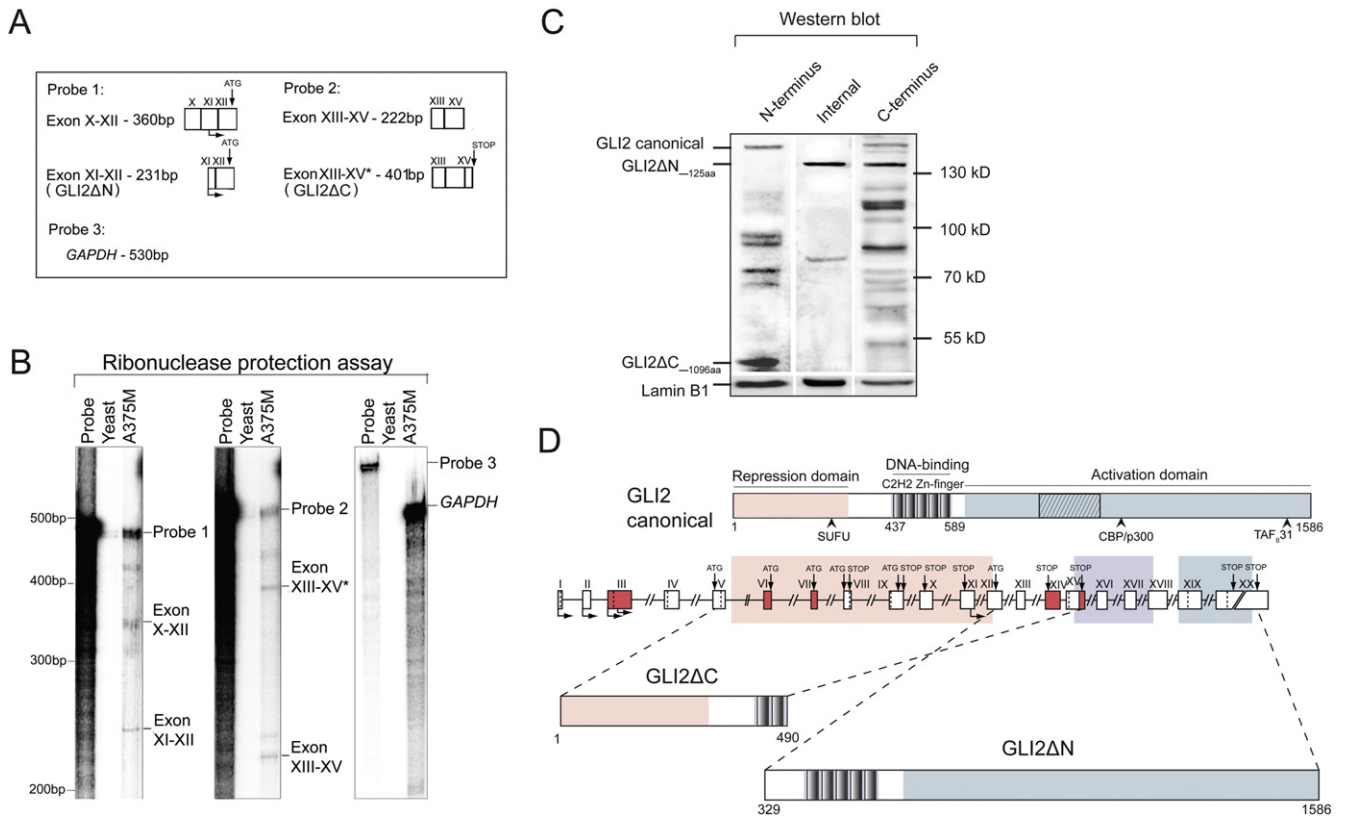 A
Probe 1:
ATG
X XI XII
Exon X-XII - 360bp
ATG
XI XII
Exon XI-XII - 231bp
( GLI2ΔN )
Probe 2:
XIII XV
Exon XIII-XV - 222bp
STOP
XIII XV
Exon XIII-XV* - 401bp
( GLI2ΔC )
Probe 3:
GAPDH - 530bp
B
Ribonuclease protection assay
Probe Yeast A375M
Probe Yeast A375M
Probe A375M
500bp
400bp
300bp
200bp
Probe 1
Exon
X-XII
Exon
XI-XII
Probe 2
Exon
XIII-XV*
Exon
XIII-XV
Probe 3
GAPDH
C
Western blot
N-terminus Internal C-terminus
GLI2 canonical
GLI2ΔN_125aa
GLI2ΔC_1096aa
Lamin B1
130 kD
100 kD
70 kD
55 kD
D
Repression domain DNA-binding Activation domain
C2H2 Zn-finger
GLI2
canonical
1 437 589 1586
SUFU CBP/p300 TAFII31
ATG ATG ATG ATG STOP ATG STOP STOP STOP ATG STOP STOP STOP STOP
I II III IV V VI VII VIII IX X XI XII XIII XIV XV XVI XVII XVIII XIX XX
GLI2ΔC
1 490
GLI2ΔN
329 1586